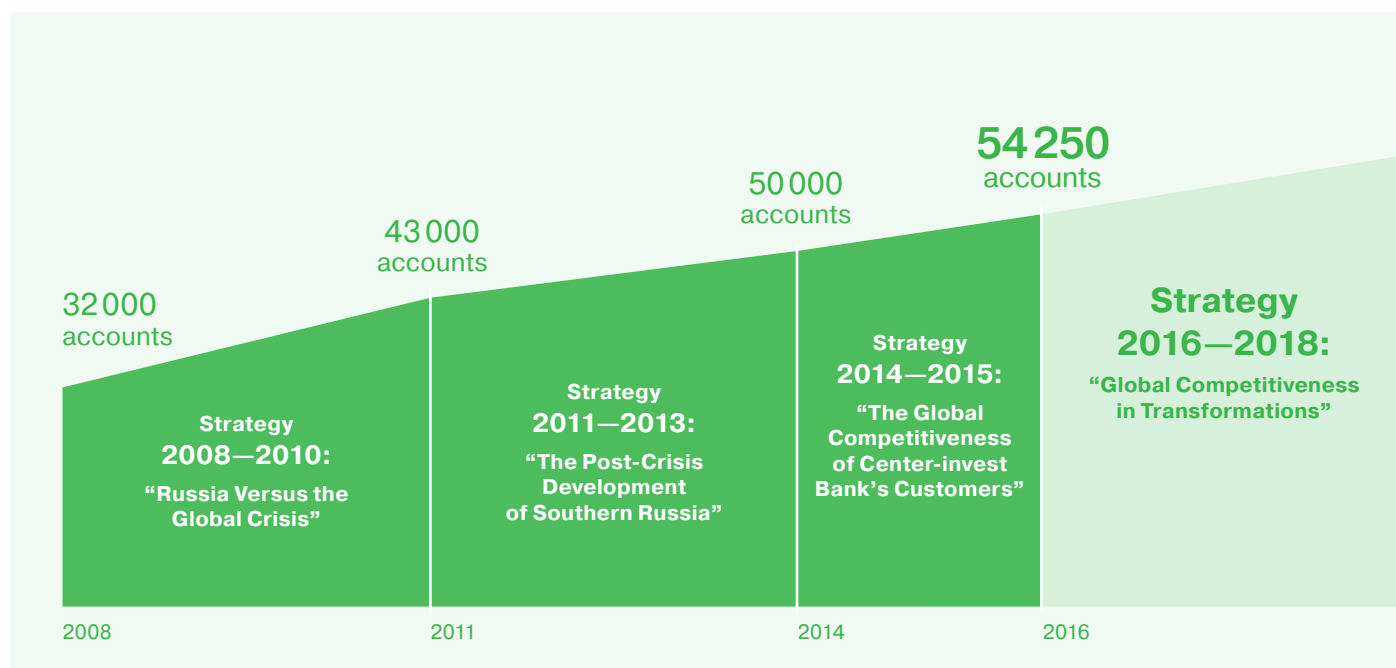 32 000
accounts
43 000
accounts
50 000
accounts
54 250
accounts
Strategy
2008—2010:
“Russia Versus the
Global Crisis”
Strategy
2011—2013:
“The Post-Crisis
Development
of Southern Russia”
Strategy
2014—2015:
“The Global
Competitiveness
of Center-invest
Bank’s Customers”
Strategy
2016—2018:
“Global Competitiveness
in Transformations”
2008
2011
2014
2016